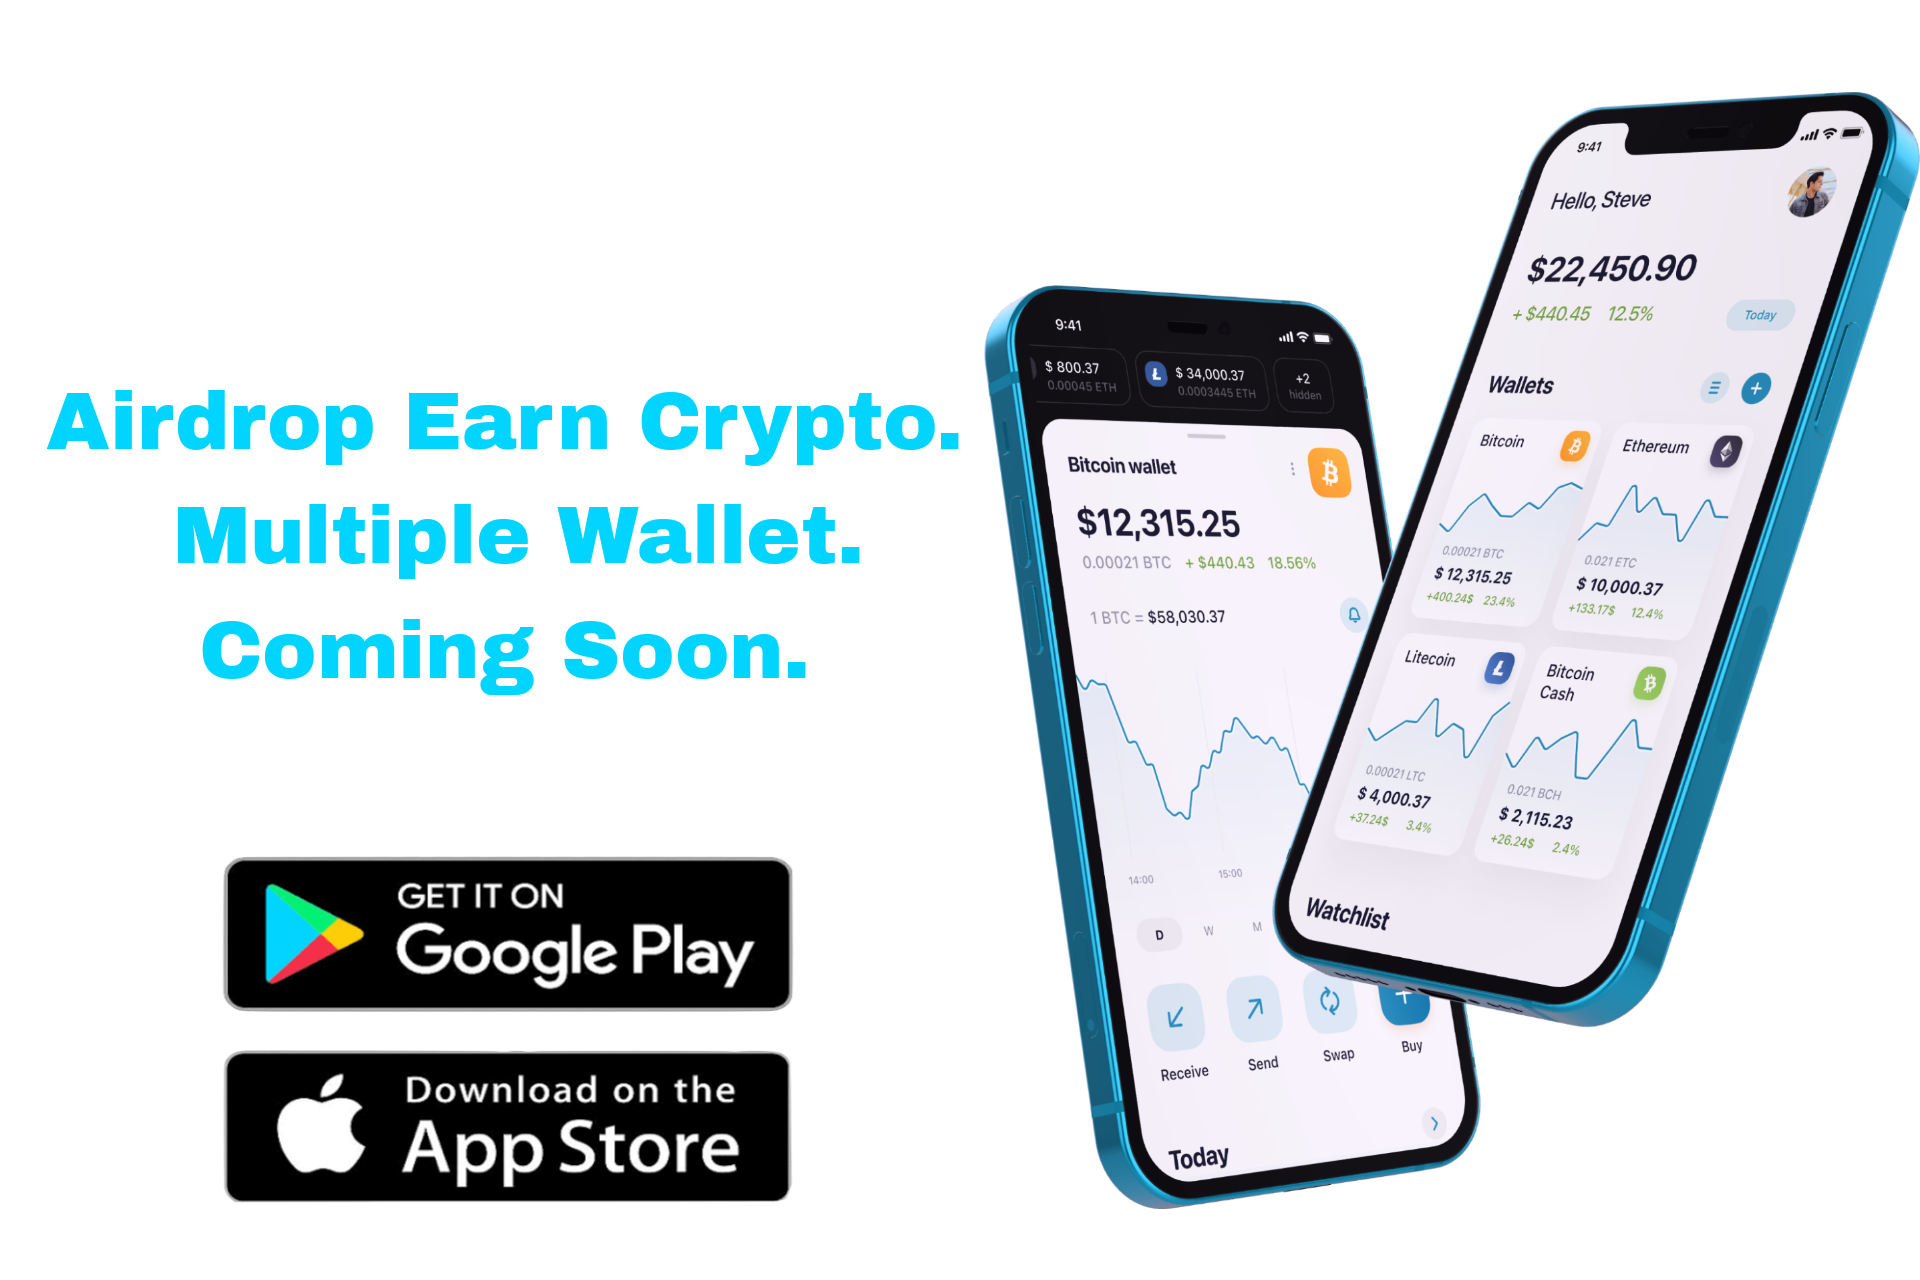 Airdrop Earn Crypto.
Multiple Wallet.
Coming Soon.
GET IT ON
Google Play
Download on the
App Store
9:41
$ 800.37
0.00045 ETH
$ 34,000.37
0.0003445 ETH
+2
hidden
Bitcoin wallet
$12,315.25
0.00021 BTC + $440.43 18.56%
1 BTC = $58,030.37
14:00 15:00
D W M
Receive Send Swap Buy
Today
9:41
Hello, Steve
$22,450.90
+ $440.45 12.5%
Today
Wallets
Bitcoin
0.00021 BTC
$ 12,315.25
+400.24$ 23.4%
Ethereum
0.021 ETC
$ 10,000.37
+133.17$ 12.4%
Litecoin
0.00021 LTC
$ 4,000.37
+37.24$ 3.4%
Bitcoin
Cash
0.021 BCH
$ 2,115.23
+26.24$ 2.4%
Watchlist